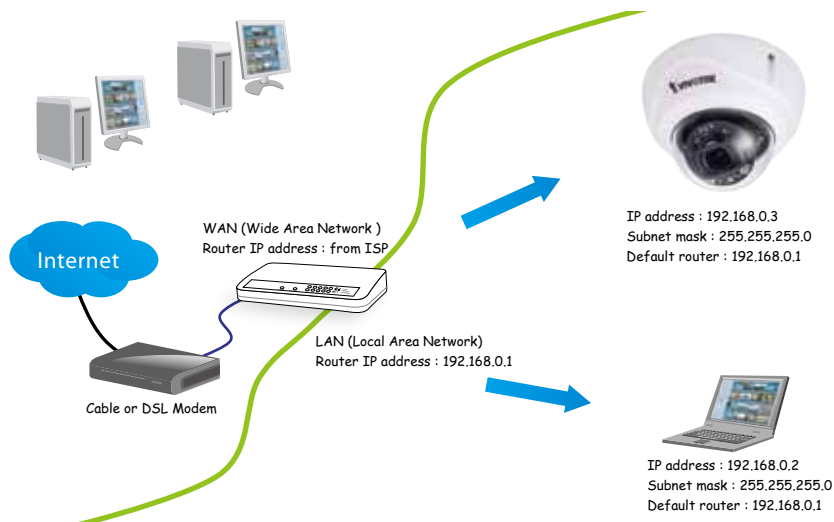 WAN (Wide Area Network )
Router IP address : from ISP
Internet
LAN (Local Area Network)
Router IP address : 192.168.0.1
Cable or DSL Modem
VIVOTEK
IP address : 192.168.0.3
Subnet mask : 255.255.255.0
Default router : 192.168.0.1
IP address : 192.168.0.2
Subnet mask : 255.255.255.0
Default router : 192.168.0.1